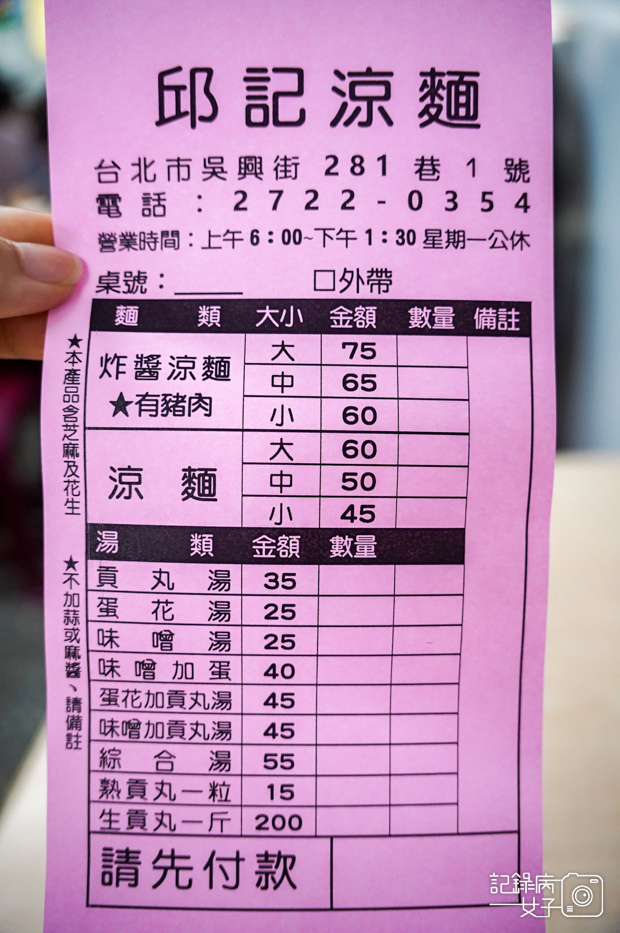 邱記涼麵
台北市吳興街281巷1號
電話：2722-0354
營業時間：上午6:00~下午1:30 星期一公休
桌號：_____ □外帶
麵類 大小 金額 數量 備註
炸醬涼麵 ★有豬肉
大 75
中 65
小 60
涼麵
大 60
中 50
小 45
湯類 金額 數量
貢丸湯 35
蛋花湯 25
味噌湯 25
味噌加蛋 40
蛋花加貢丸湯 45
味噌加貢丸湯 45
綜合湯 55
熟貢丸一粒 15
生貢丸一斤 200
請先付款
★本產品含芝麻及花生
★不加蒜或麻醬、請備註
記錄病
女子